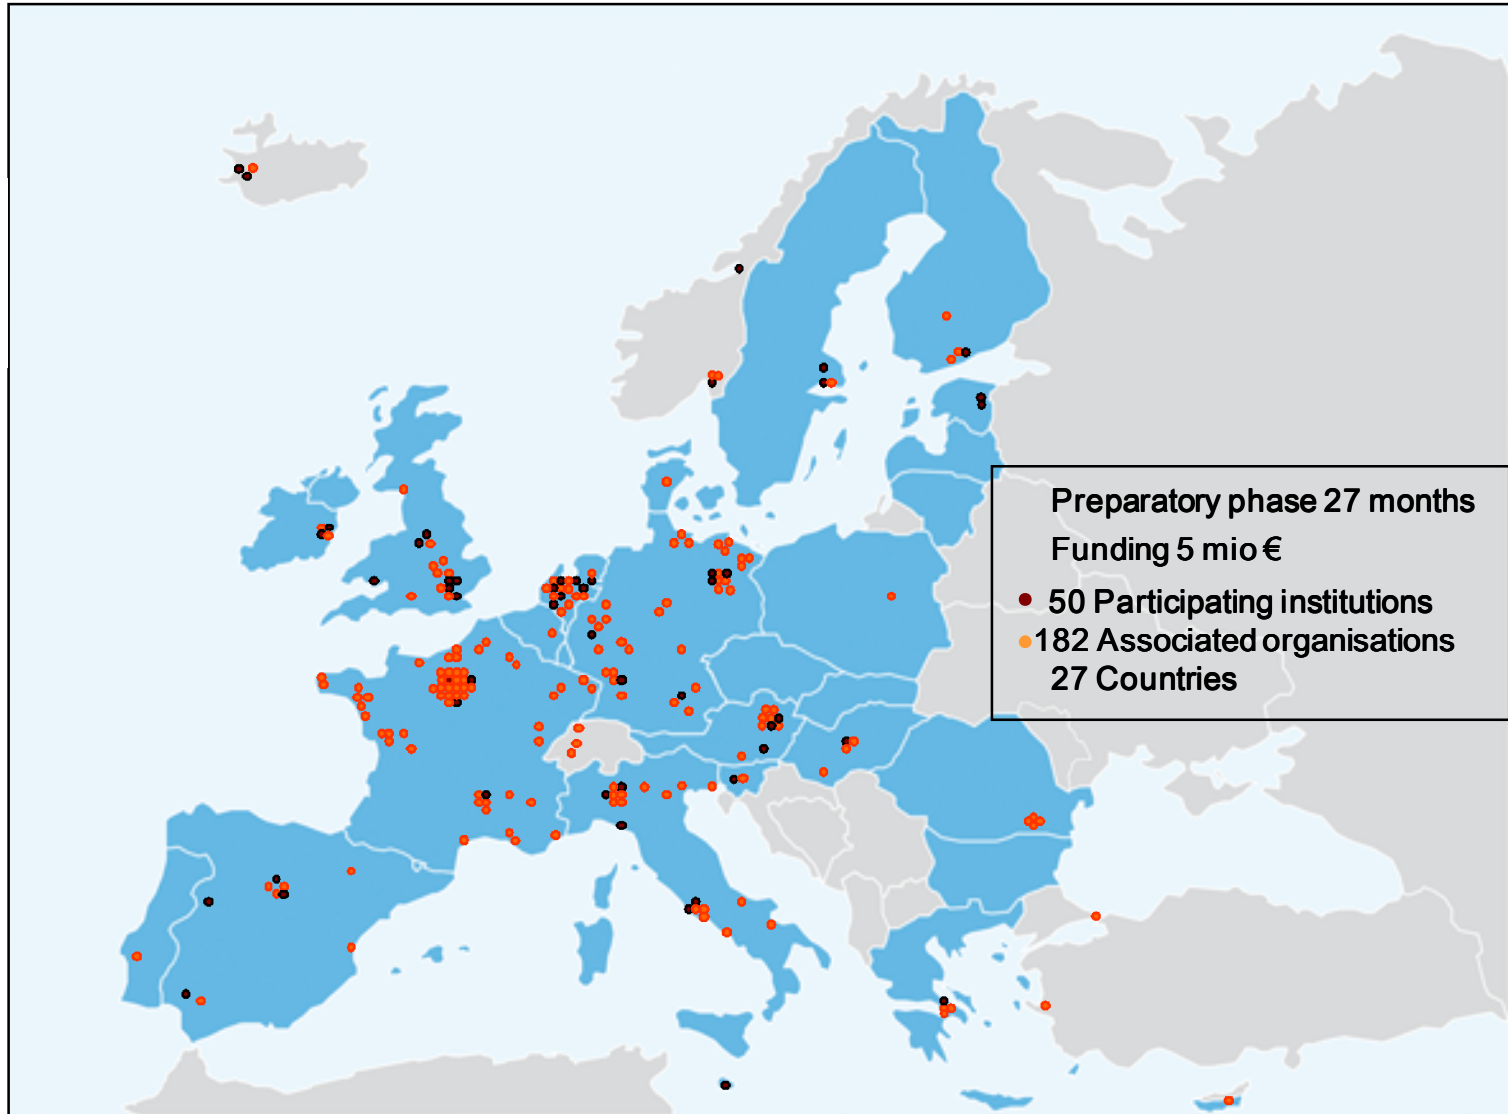 Preparatory phase 27 months
Funding 5 mio €
50 Participating institutions
182 Associated organisations
27 Countries